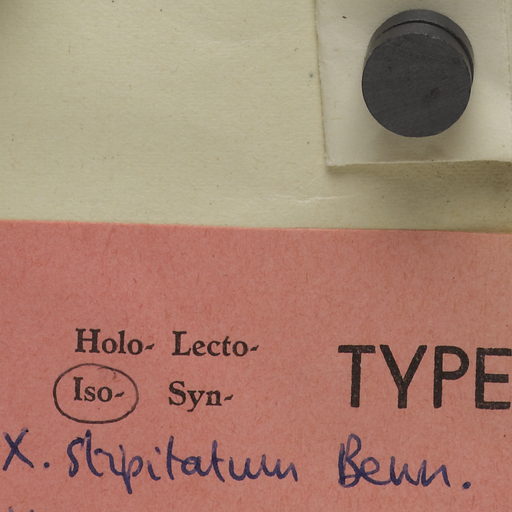 Holo- Lecto-
Iso- Syn-
TYPE
X. stipitatum Benn.